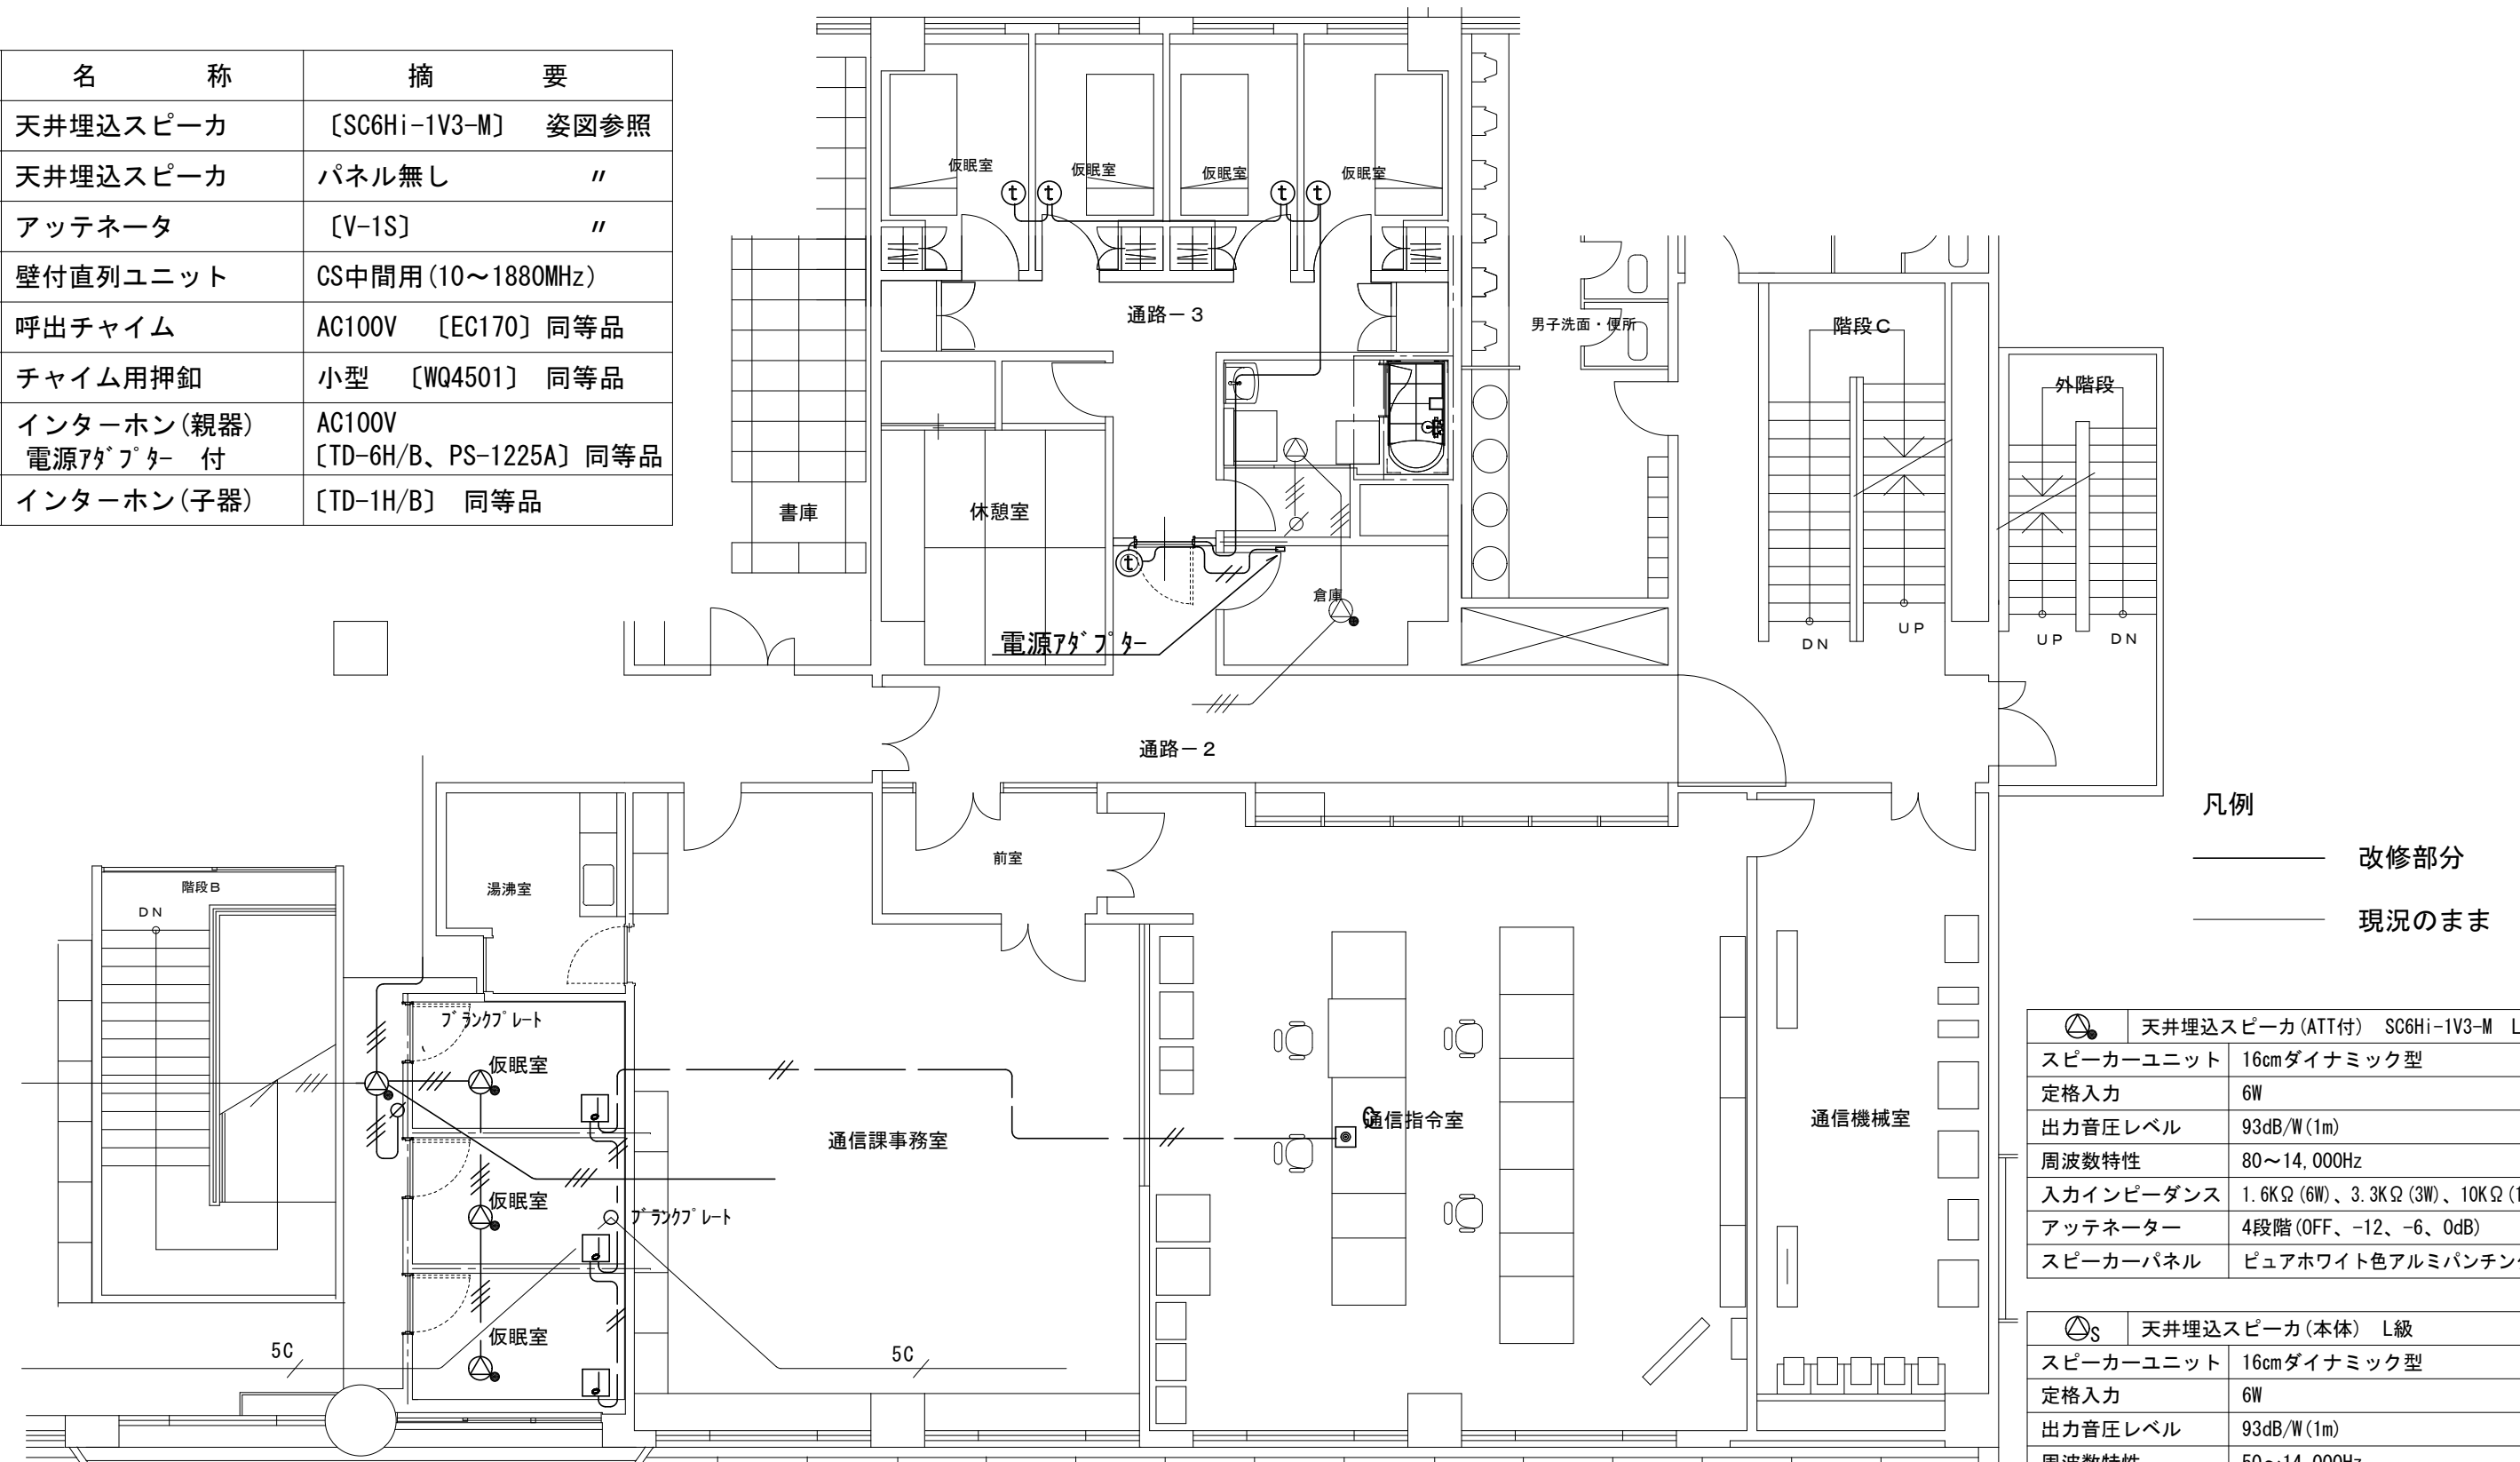 名 称 摘 要
天井埋込スピーカ 〔SC6Hi-1V3-M〕 姿図参照
天井埋込スピーカ パネル無し 〃
アッテネータ 〔V-1S〕 〃
壁付直列ユニット CS中間用(10～1880MHz)
呼出チャイム AC100V 〔EC170〕同等品
チャイム用押釦 小型 〔WQ4501〕 同等品
インターホン(親器) AC100V
電源ｱﾀﾞﾌﾟﾀｰ 付 〔TD-6H/B、PS-1225A〕同等品
インターホン(子器) 〔TD-1H/B〕 同等品
仮眠室
仮眠室
仮眠室
仮眠室
t
t
t
t
通路－3
男子洗面・便所
階段C
外階段
書庫
休憩室
t
倉庫
電源ｱﾀﾞﾌﾟﾀｰ
DN
UP
UP
DN
通路－2
凡例
改修部分
現況のまま
前室
湯沸室
階段B
DN
ﾌﾞﾗﾝｸﾌﾟﾚｰﾄ
仮眠室
通信課事務室
通信指令室
通信機械室
仮眠室
ﾌﾞﾗﾝｸﾌﾟﾚｰﾄ
仮眠室
5C
5C
天井埋込スピーカ(ATT付) SC6Hi-1V3-M L
スピーカーユニット 16cmダイナミック型
定格入力 6W
出力音圧レベル 93dB/W(1m)
周波数特性 80～14,000Hz
入力インピーダンス 1.6KΩ(6W)、3.3KΩ(3W)、10KΩ(1
アッテネーター 4段階(OFF、-12、-6、0dB)
スピーカーパネル ピュアホワイト色アルミパンチン
S 天井埋込スピーカ(本体) L級
スピーカーユニット 16cmダイナミック型
定格入力 6W
出力音圧レベル 93dB/W(1m)
周波数特性 50～14,000Hz